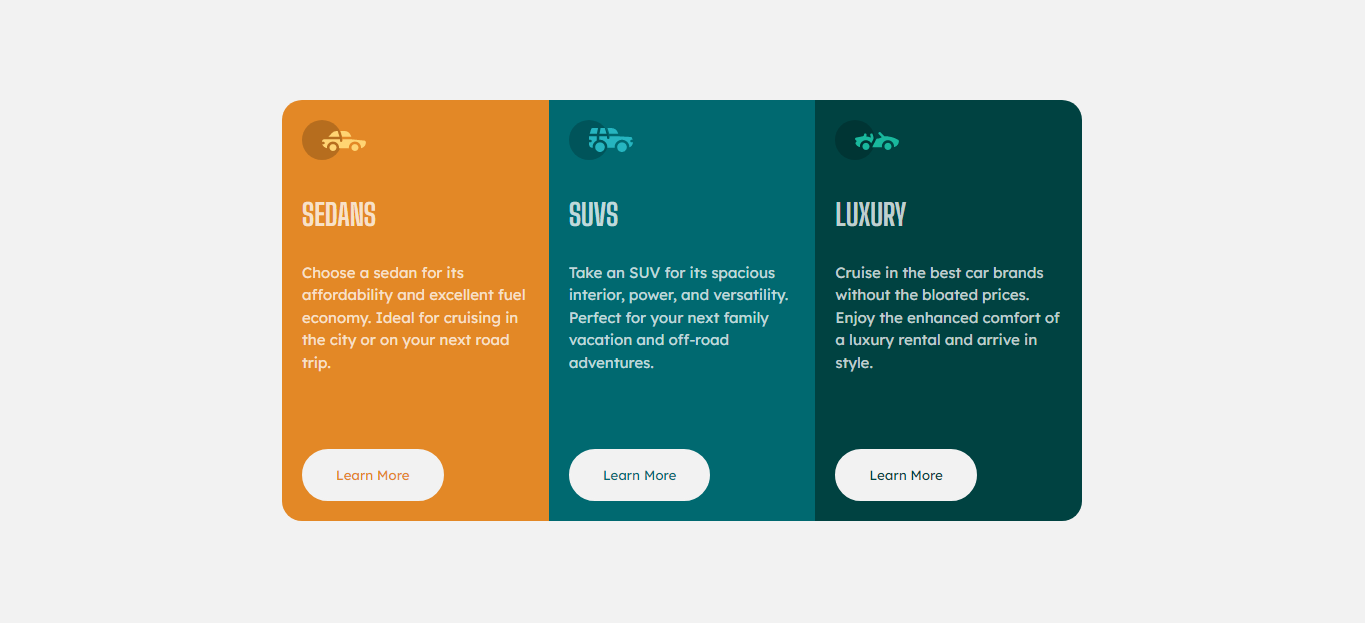 SEDANS
Choose a sedan for its
affordability and excellent fuel
economy. Ideal for cruising in
the city or on your next road
trip.
Learn More
SUVS
Take an SUV for its spacious
interior, power, and versatility.
Perfect for your next family
vacation and off-road
adventures.
Learn More
LUXURY
Cruise in the best car brands
without the bloated prices.
Enjoy the enhanced comfort of
a luxury rental and arrive in
style.
Learn More